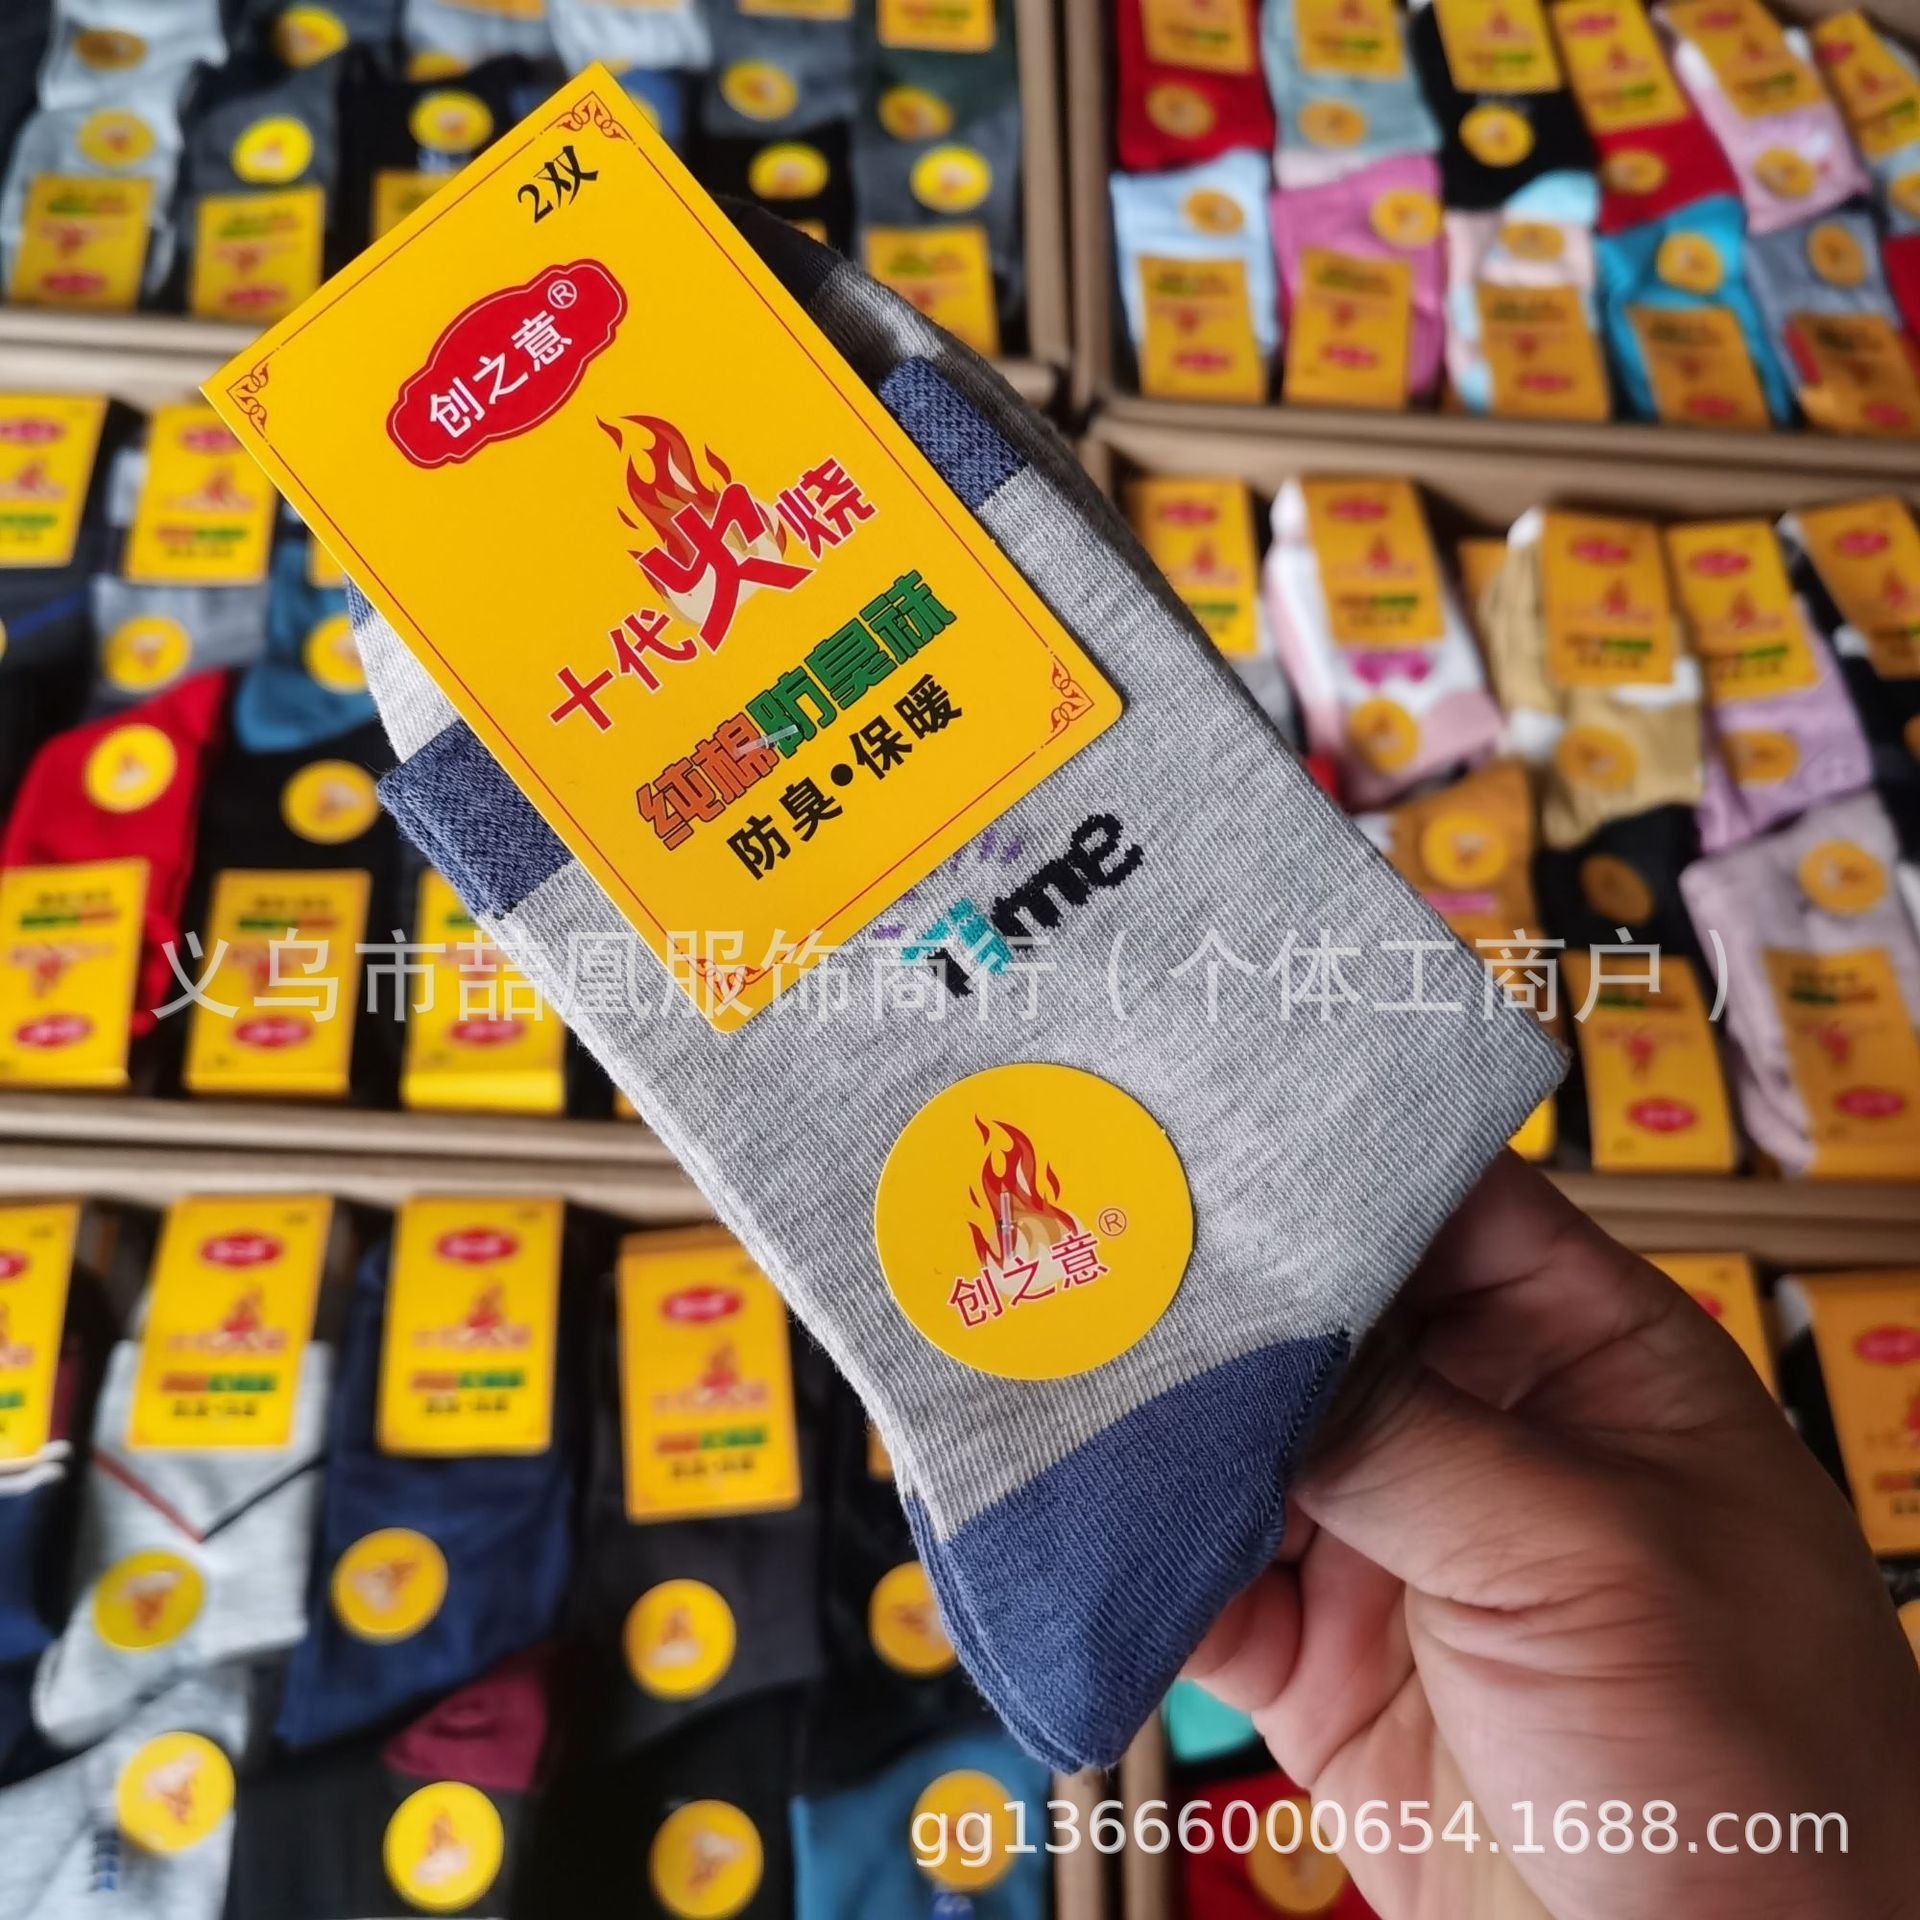 2双
创之意®
十代火烧
纯棉防臭袜
防臭•保暖
Time
义乌市喆凰服饰商行（个体工商户）
创之意®
gg13666000654.1688.com